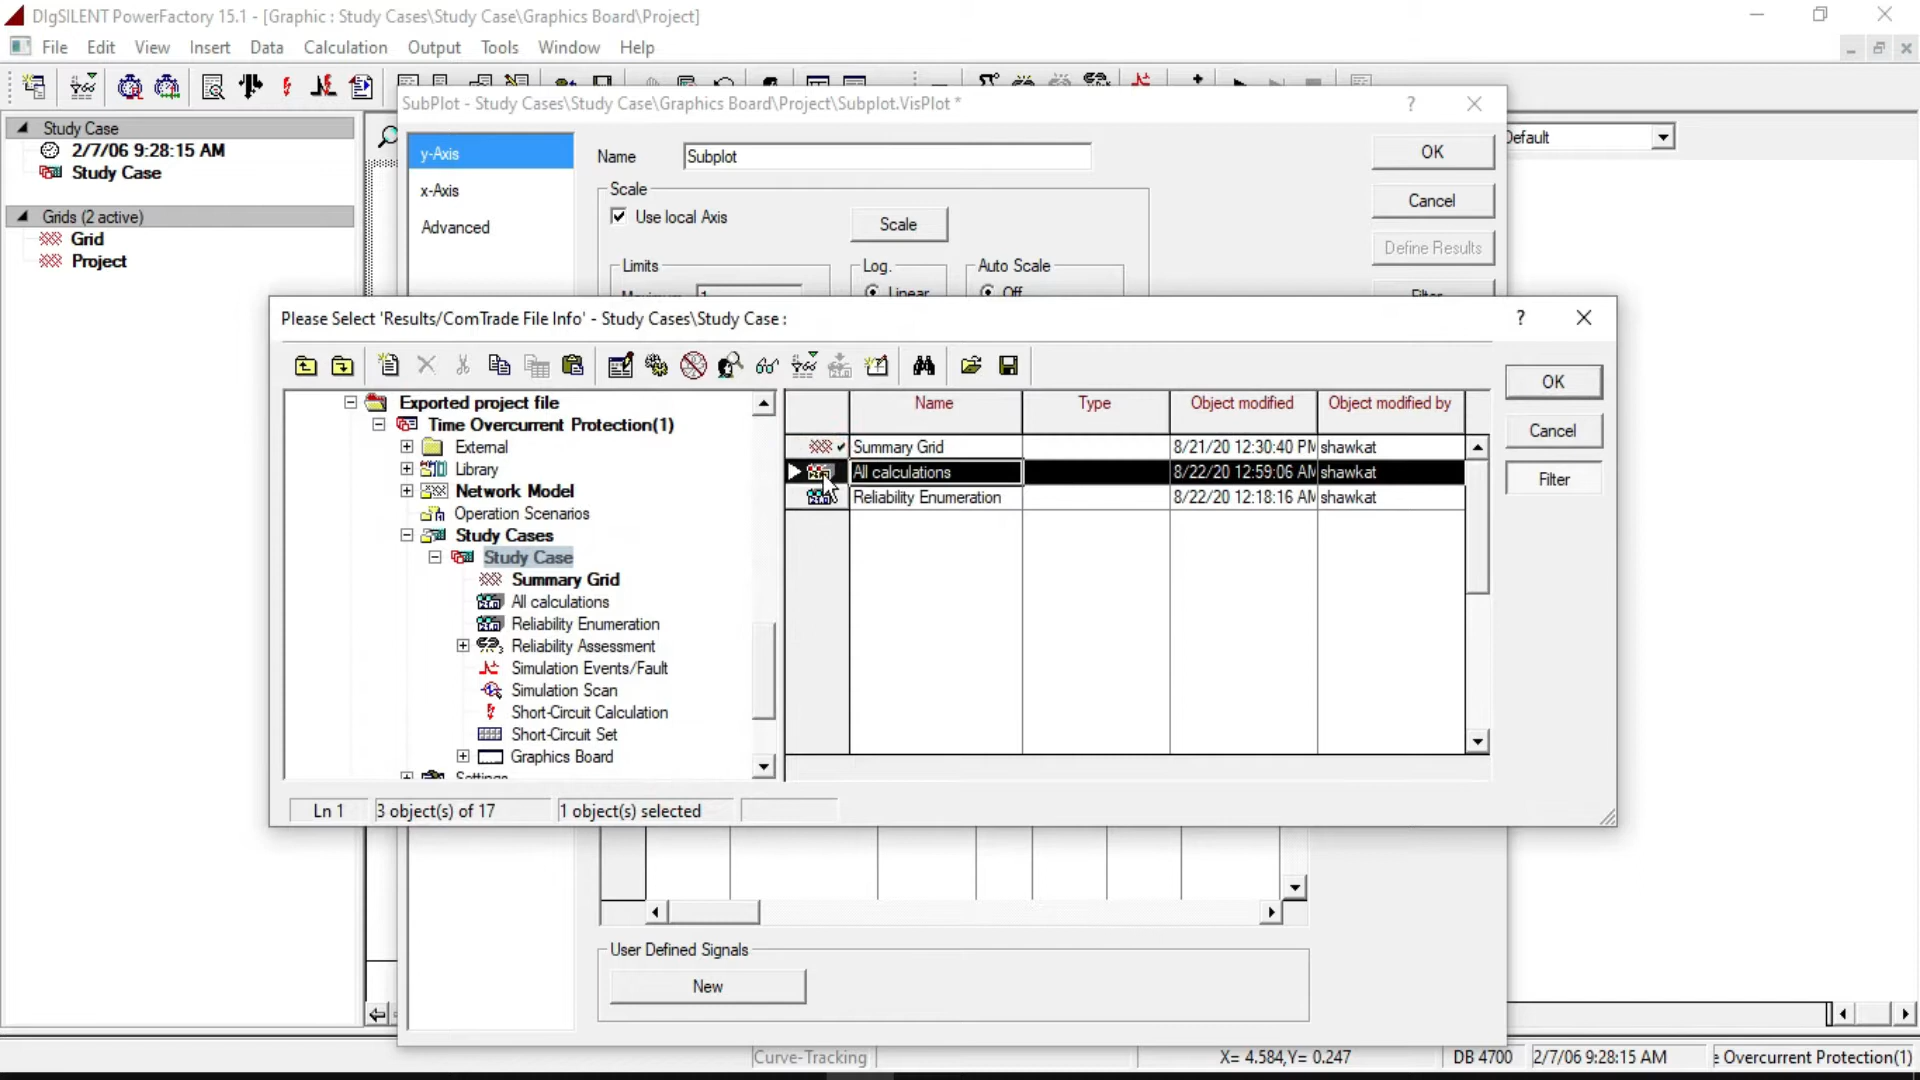 DIgSILENT PowerFactory 15.1 - [Graphic : Study Cases\Study Case\Graphics Board\Project]
File Edit View Insert Data Calculation Output Tools Window Help
SubPlot - Study Cases\Study Case\Graphics Board\Project\Subplot.VisPlot *
Study Case
2/7/06 9:28:15 AM
Study Case
Grids (2 active)
Grid
Project
Default
y-Axis
x-Axis
Advanced
Name Subplot
Scale
Use local Axis
Scale
Limits
Log.
Linear
Auto Scale
Off
OK
Cancel
Define Results
Filter
Please Select 'Results/ComTrade File Info' - Study Cases\Study Case :
Exported project file
Time Overcurrent Protection(1)
External
Library
Network Model
Operation Scenarios
Study Cases
Study Case
Summary Grid
All calculations
Reliability Enumeration
Reliability Assessment
Simulation Events/Fault
Simulation Scan
Short-Circuit Calculation
Short-Circuit Set
Graphics Board
Settings
Name Type Object modified Object modified by
Summary Grid 8/21/20 12:30:40 PM shawkat
All calculations 8/22/20 12:59:06 AM shawkat
Reliability Enumeration 8/22/20 12:18:16 AM shawkat
OK
Cancel
Filter
Ln 1 3 object(s) of 17 1 object(s) selected
User Defined Signals
New
Curve-Tracking X= 4.584,Y= 0.247 DB 4700 2/7/06 9:28:15 AM e Overcurrent Protection(1)